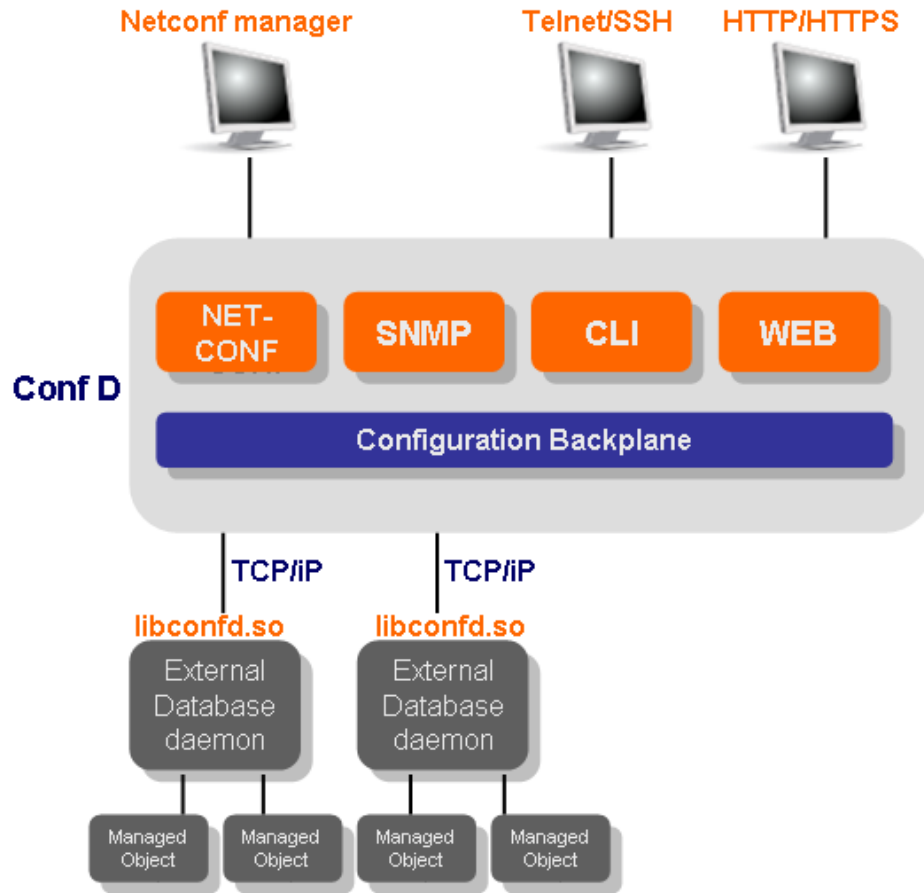 Netconf manager
Telnet/SSH
HTTP/HTTPS
NET-
CONF
SNMP
CLI
WEB
Conf D
Configuration Backplane
TCP/iP
TCP/iP
libconfd.so
libconfd.so
External
Database
daemon
External
Database
daemon
Managed
Object
Managed
Object
Managed
Object
Managed
Object